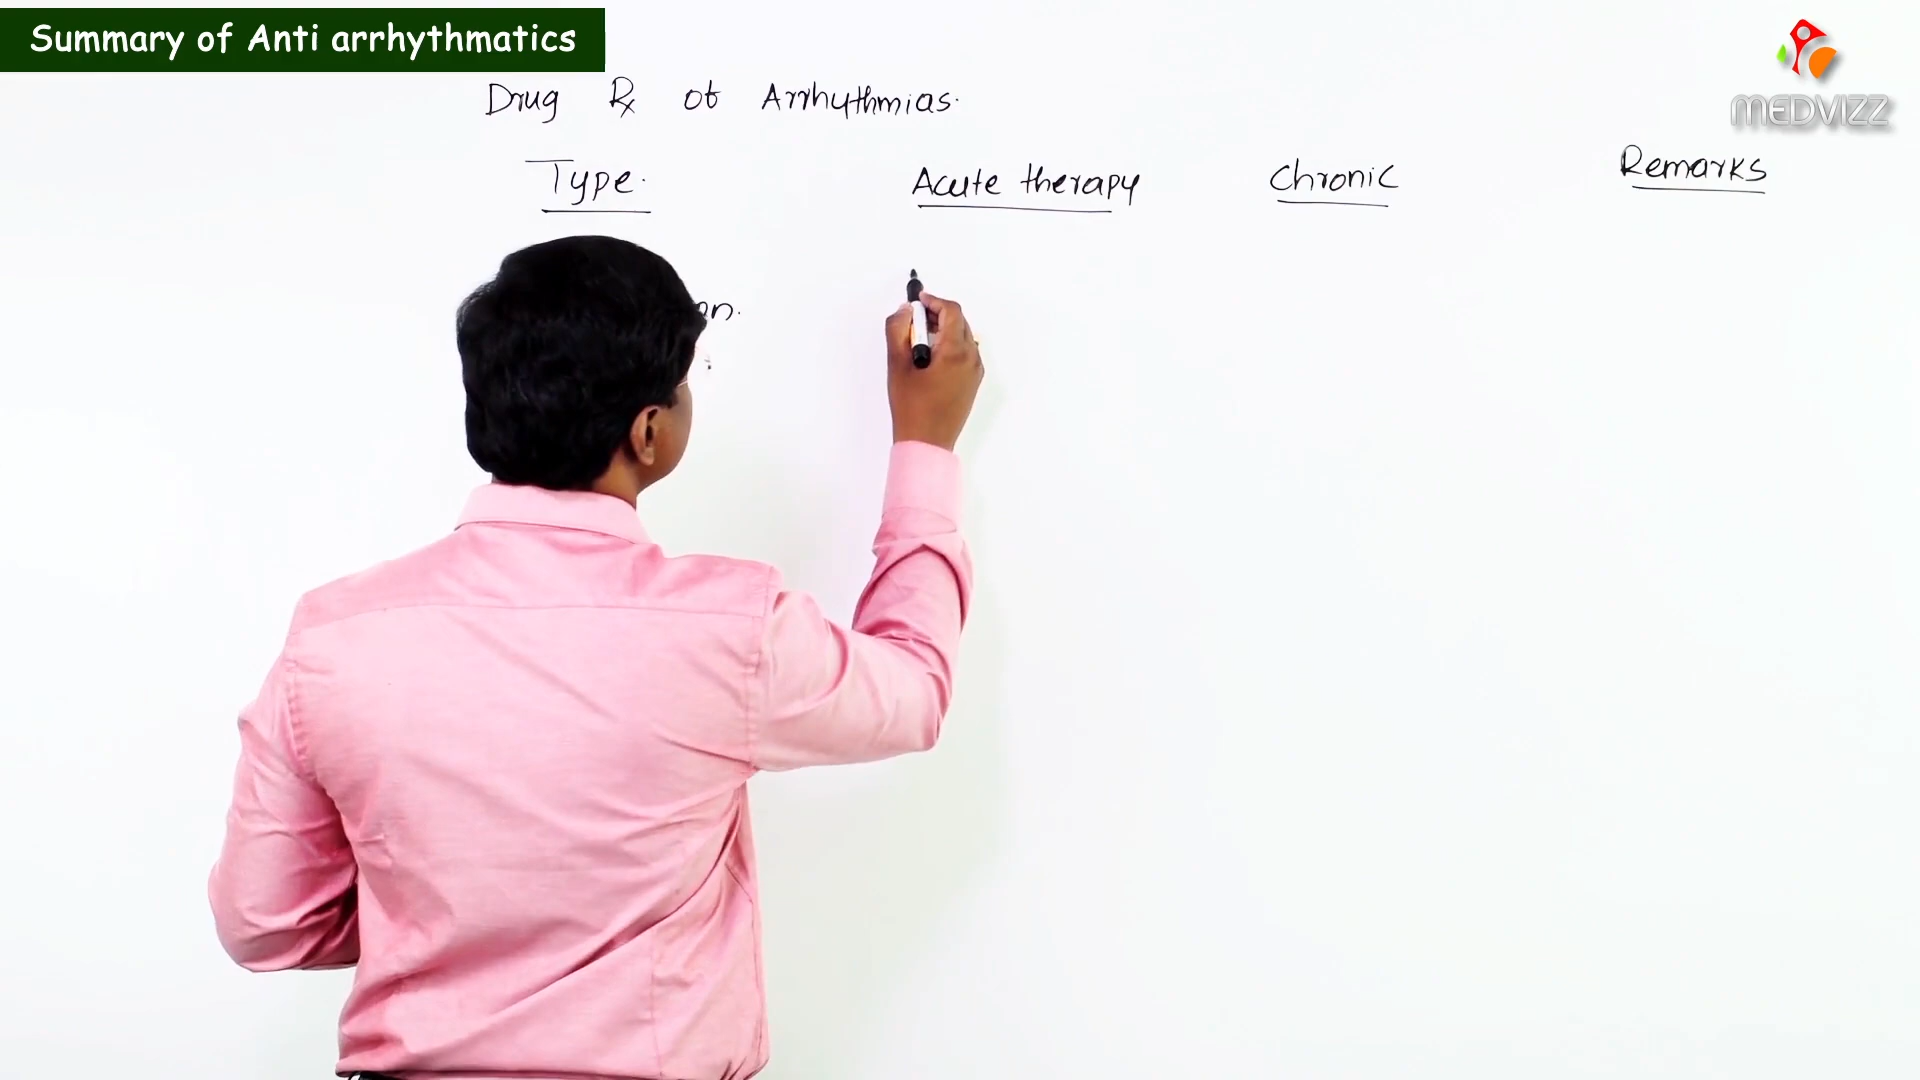 Summary of Anti arrhythmatics
MEDVIZZ
Drug Rx of Arrhythmias.
Type. Acute therapy Chronic Remarks